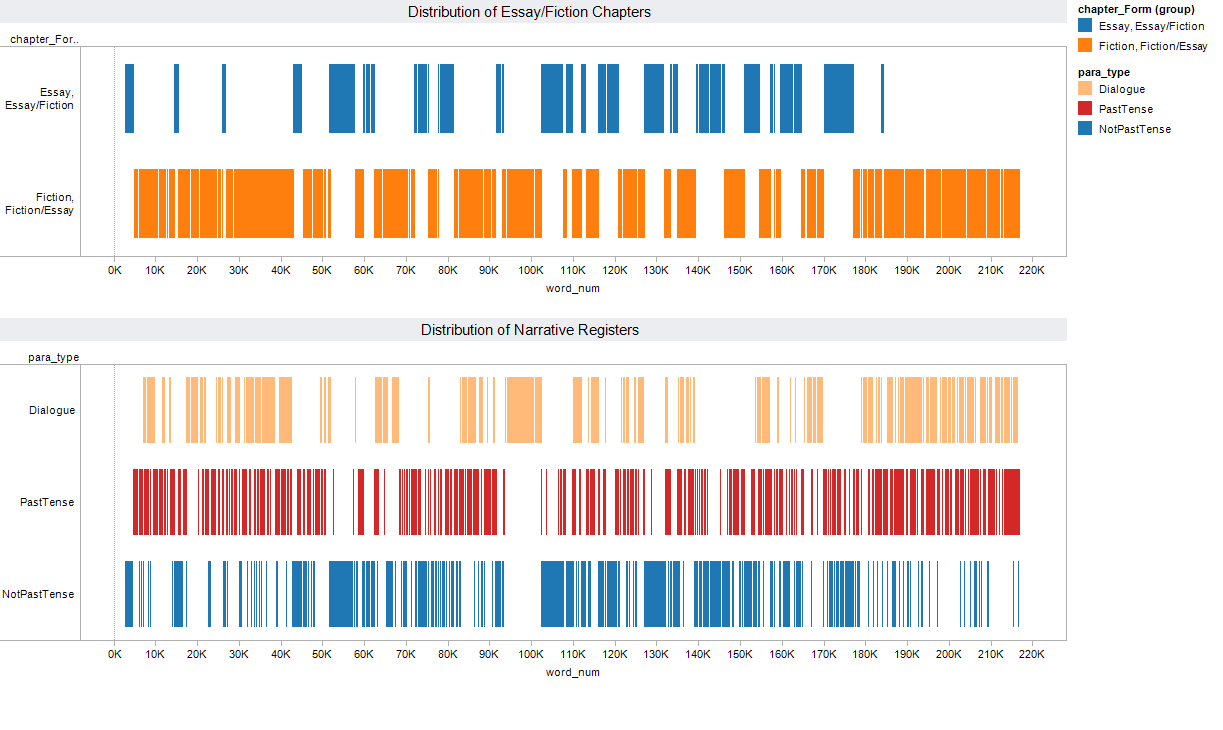 Distribution of Essay/Fiction Chapters
chapter_For..
Essay,
Essay/Fiction
Fiction,
Fiction/Essay
0K 10K 20K 30K 40K 50K 60K 70K 80K 90K 100K 110K 120K 130K 140K 150K 160K 170K 180K 190K 200K 210K 220K
word_num
Distribution of Narrative Registers
para_type
Dialogue
PastTense
NotPastTense
0K 10K 20K 30K 40K 50K 60K 70K 80K 90K 100K 110K 120K 130K 140K 150K 160K 170K 180K 190K 200K 210K 220K
word_num
chapter_Form (group)
Essay, Essay/Fiction
Fiction, Fiction/Essay
para_type
Dialogue
PastTense
NotPastTense